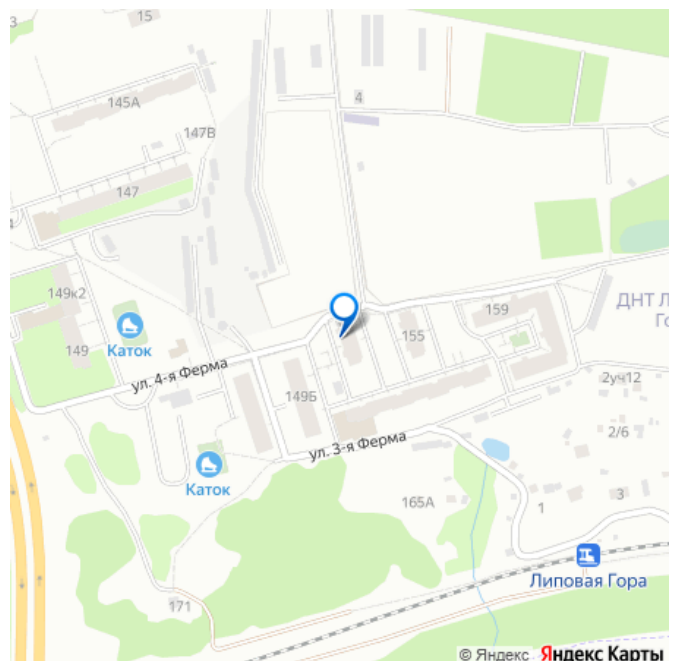 15
145А
4
147В
147
149к2
Каток
149
ул. 4-я Ферма
155
159
ДНТ Л
Го
149Б
2уч12
ул. 3-я Ферма
2/6
Каток
165А
1
3
Липовая Гора
171
© Яндекс Яндекс Карты